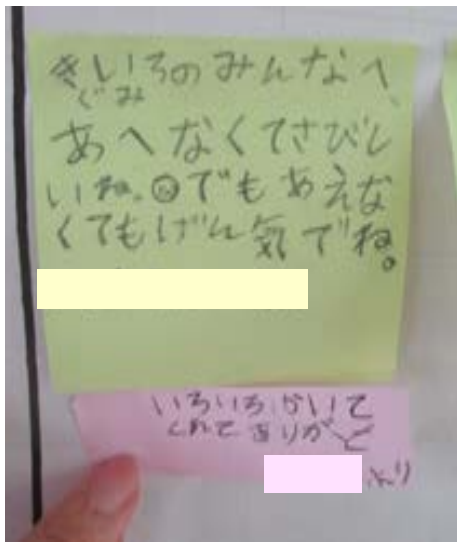 きいろのみんなへ、
ぐみ
あへなくてさびし
いね。でもあえな
くてもげん気でね。
いろいろかいて
くれてありがとう
より